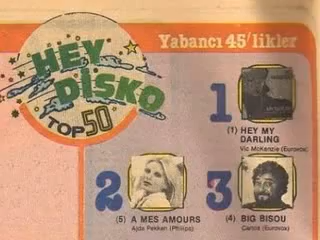 HEY
DİSKO
TOP 50
Yabancı 45'likler
1
(1) HEY MY
DARLING
Vic McKenzie (Eurovox)
2
(5) A MES AMOURS
Ajda Pekkan (Philips)
3
(4) BIG BISOU
Carlos (Eurovox)